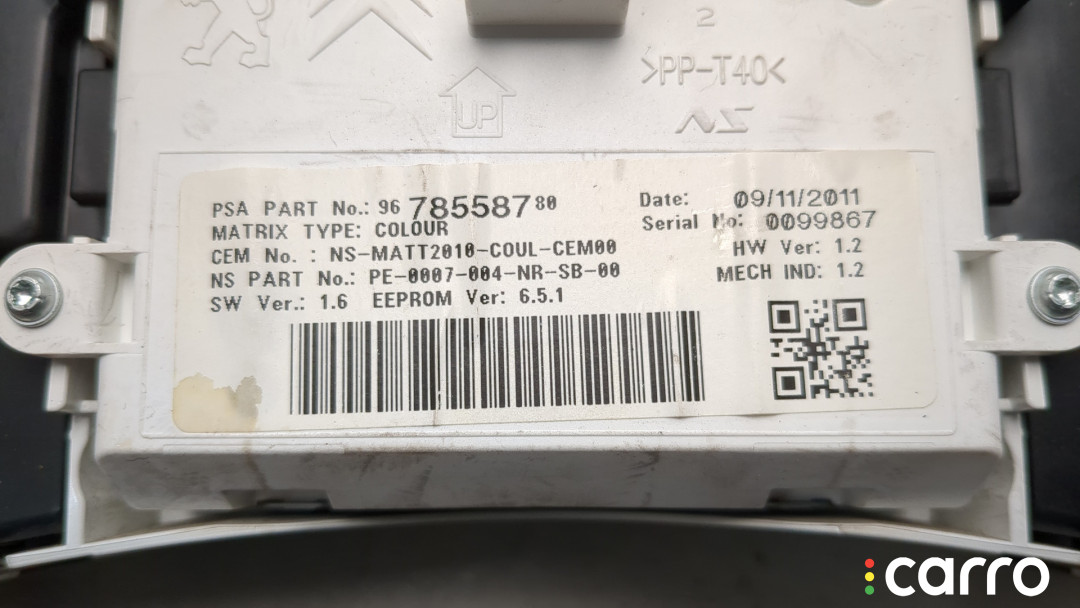 2
>PP-T40<
UP
NS
PSA PART No.: 96 785587 80
Date: 09/11/2011
MATRIX TYPE: COLOUR
Serial No: 0099867
CEM No. : NS-MATT2010-COUL-CEM00
HW Ver: 1.2
NS PART No.: PE-0007-004-NR-SB-00
MECH IND: 1.2
SW Ver.: 1.6 EEPROM Ver: 6.5.1
carro